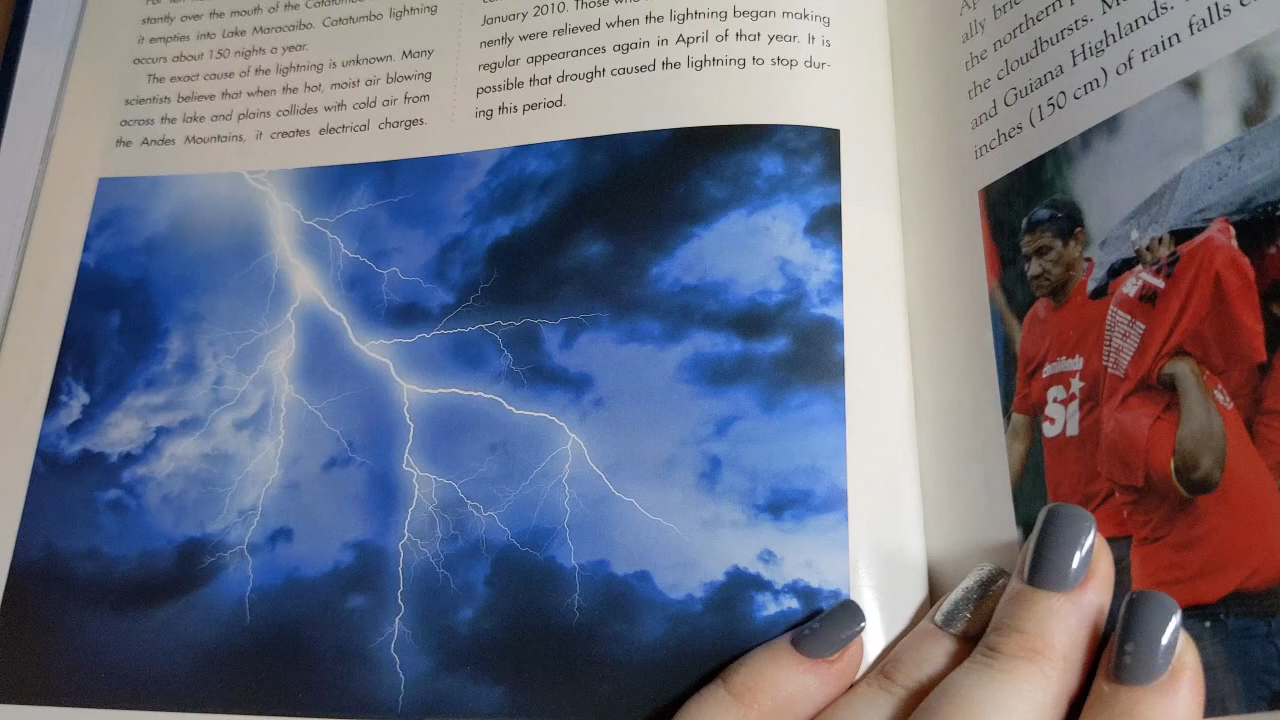 stantly over the mouth of the
it empties into Lake Maracaibo. Catatumbo lightning
occurs about 150 nights a year.
The exact cause of the lightning is unknown. Many
scientists believe that when the hot, moist air blowing
across the lake and plains collides with cold air from
the Andes Mountains, it creates electrical charges.
January 2010. Those
nently were relieved when the lightning began making
regular appearances again in April of that year. It is
possible that drought caused the lightning to stop dur-
ing this period.
ally
the northern
the cloudbursts.
and Guiana Highlands.
inches (150 cm) of rain falls
Sí